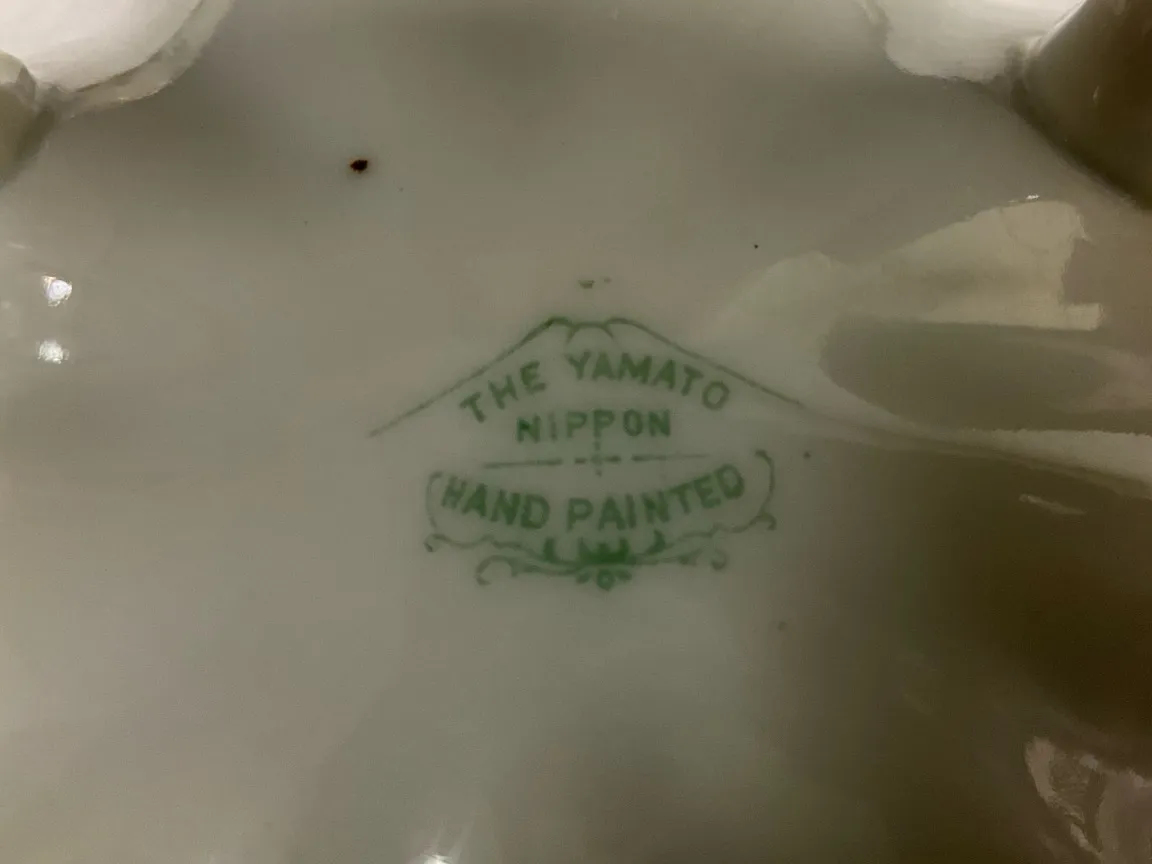 THE YAMATO
NIPPON
HAND PAINTED